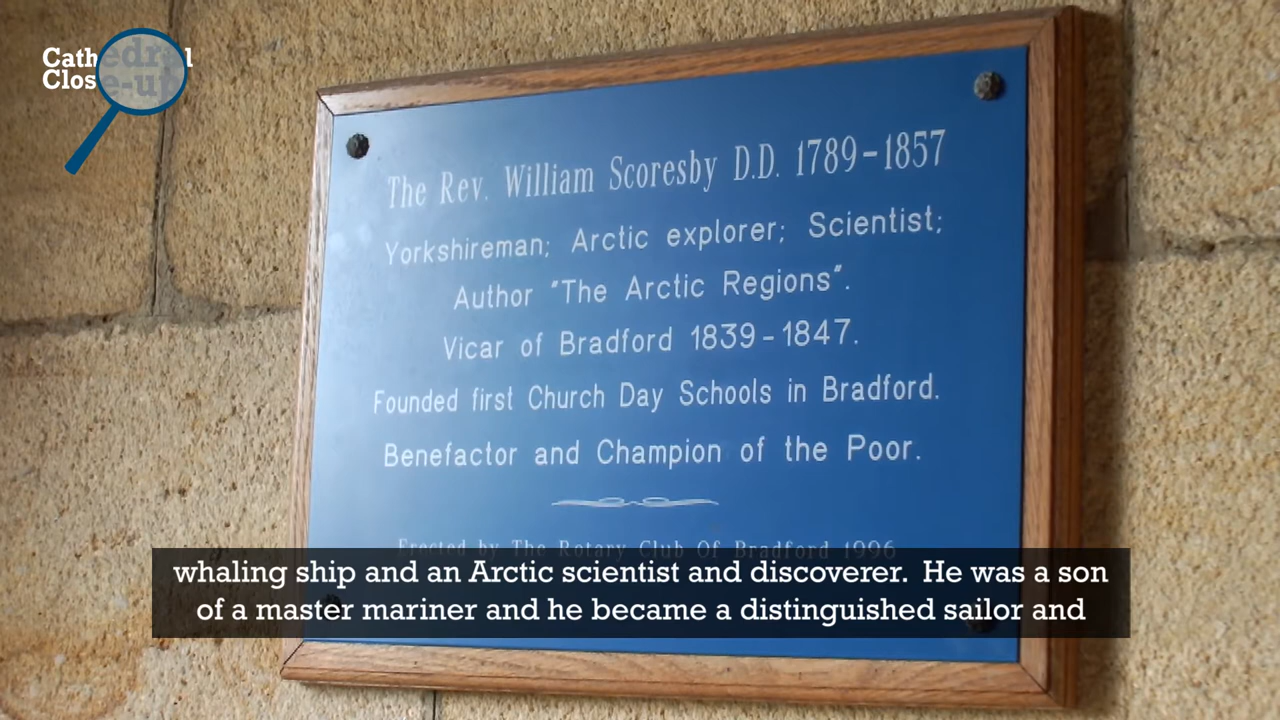 Cathedral
Close-up
The Rev. William Scoresby D.D. 1789-1857
Yorkshireman; Arctic explorer; Scientist;
Author "The Arctic Regions".
Vicar of Bradford 1839-1847.
Founded first Church Day Schools in Bradford.
Benefactor and Champion of the Poor.
Erected by The Rotary Club Of Bradford 1996
whaling ship and an Arctic scientist and discoverer. He was a son
of a master mariner and he became a distinguished sailor and